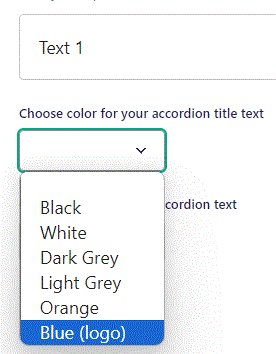 Text 1
Choose color for your accordion title text
cordion text
Black
White
Dark Grey
Light Grey
Orange
Blue (logo)